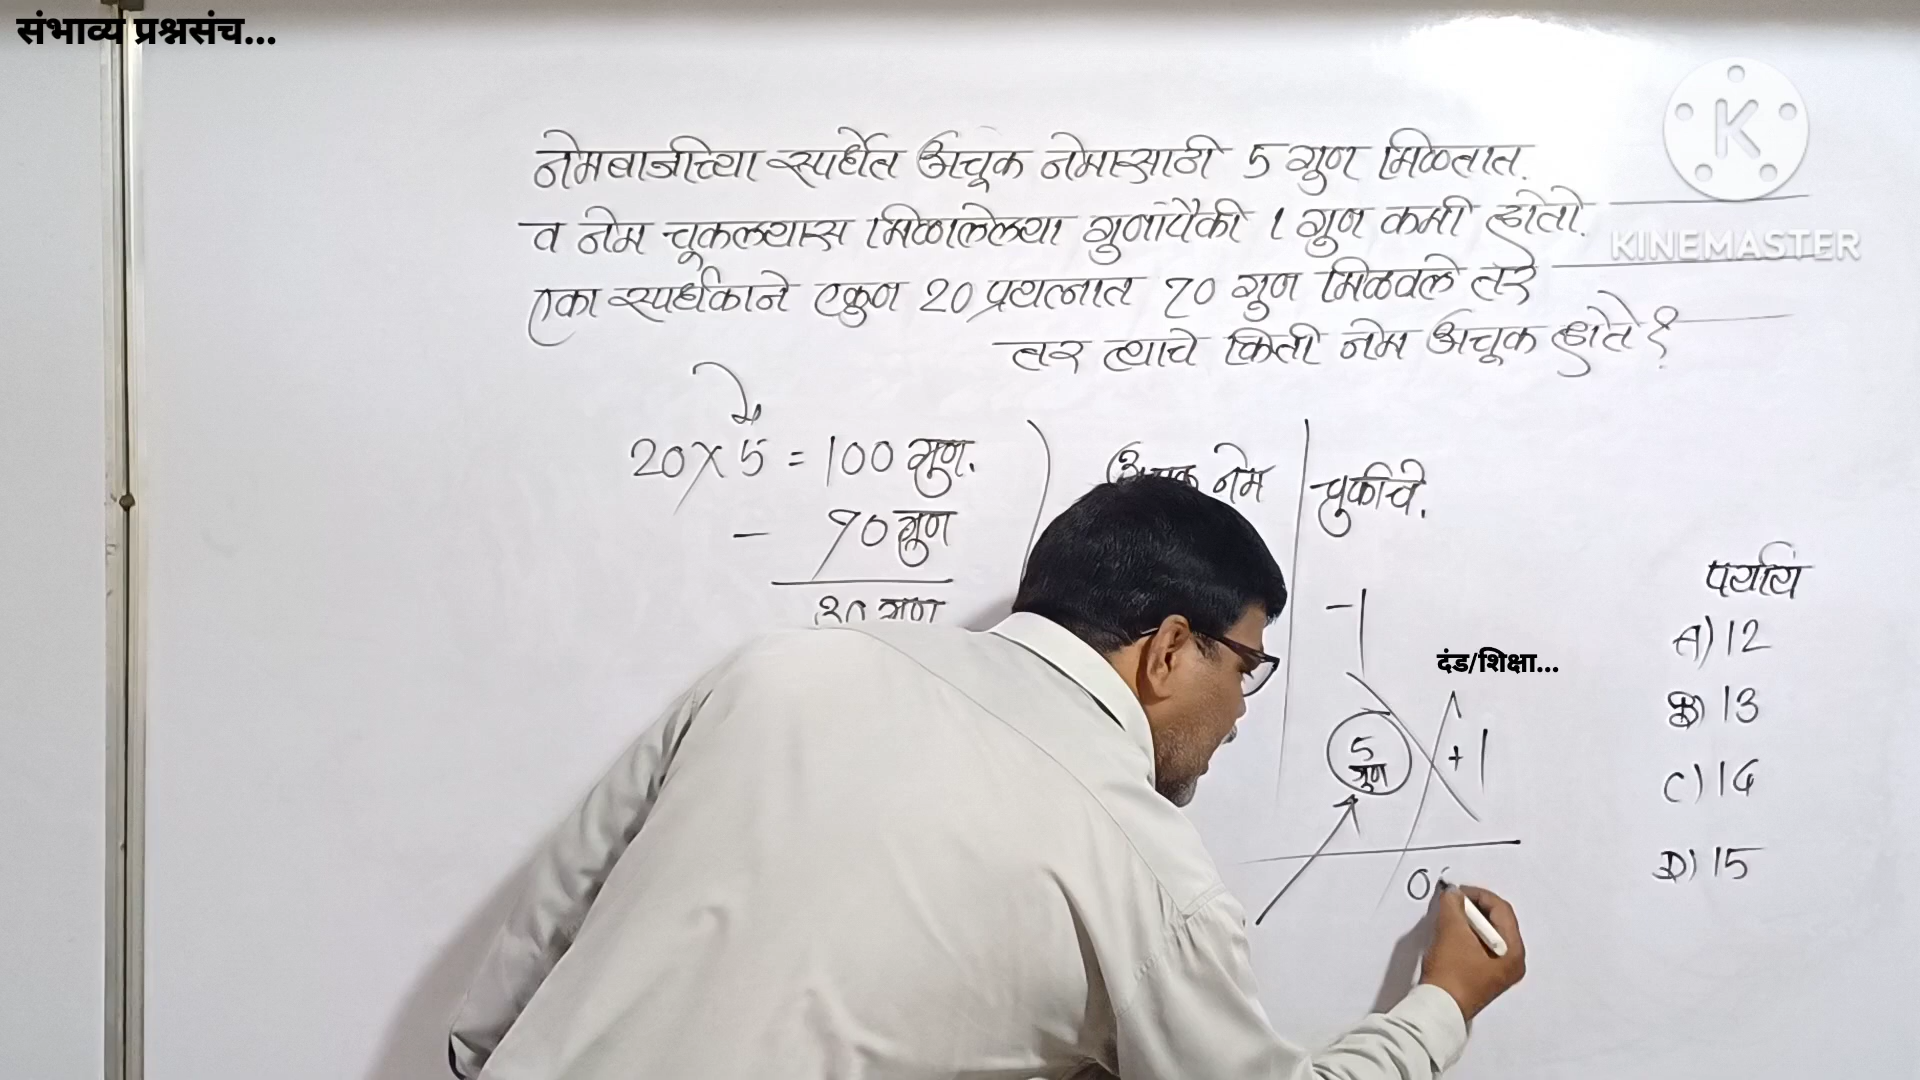 संभाव्य प्रश्नसंच...
KINEMASTER
नेमबाजीच्या स्पर्धेत अचूक नेमासाठी 5 गुण मिळतात.
व नेम चूकल्यास मिळालेल्या गुणांपैकी 1 गुण कमी होतो.
एका स्पर्धकाने एकुण 20 प्रयत्नात 70 गुण मिळवले तर
तर त्याचे किती नेम अचूक होते?
20 x 5 = 100 गुण.
- 70 गुण
30 गुण
नेम
चुकीचे.
-1
दंड/शिक्षा...
5 गुण
+1
पर्याय
A) 12
B) 13
C) 14
D) 15